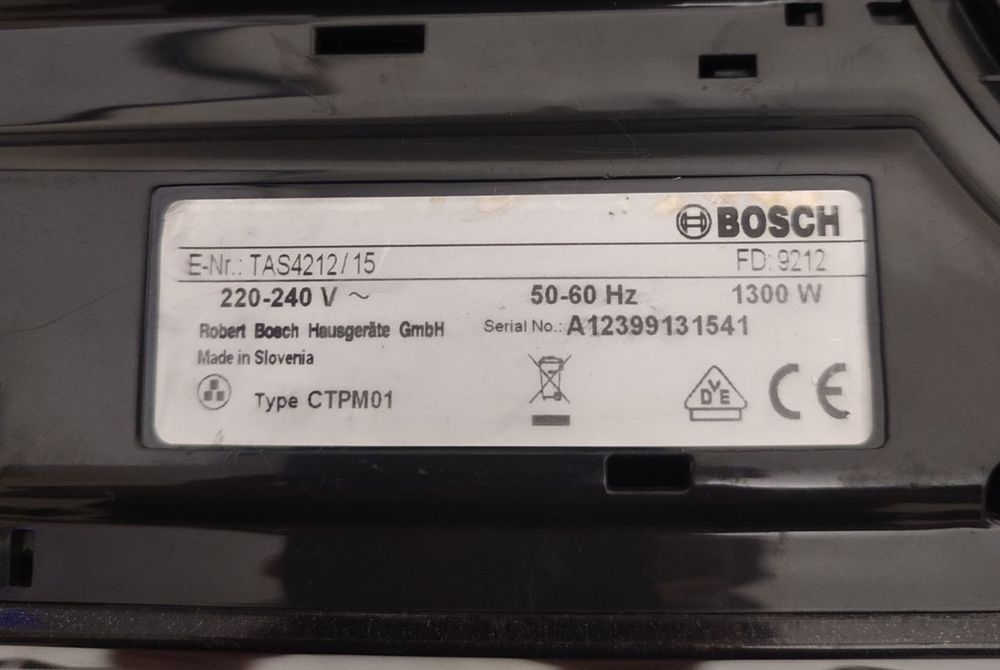 BOSCH
E-Nr.: TAS4212/15 FD: 9212
220-240 V ~ 50-60 Hz 1300 W
Robert Bosch Hausgeräte GmbH Serial No.: A12399131541
Made in Slovenia
Type CTPM01
VDE CE